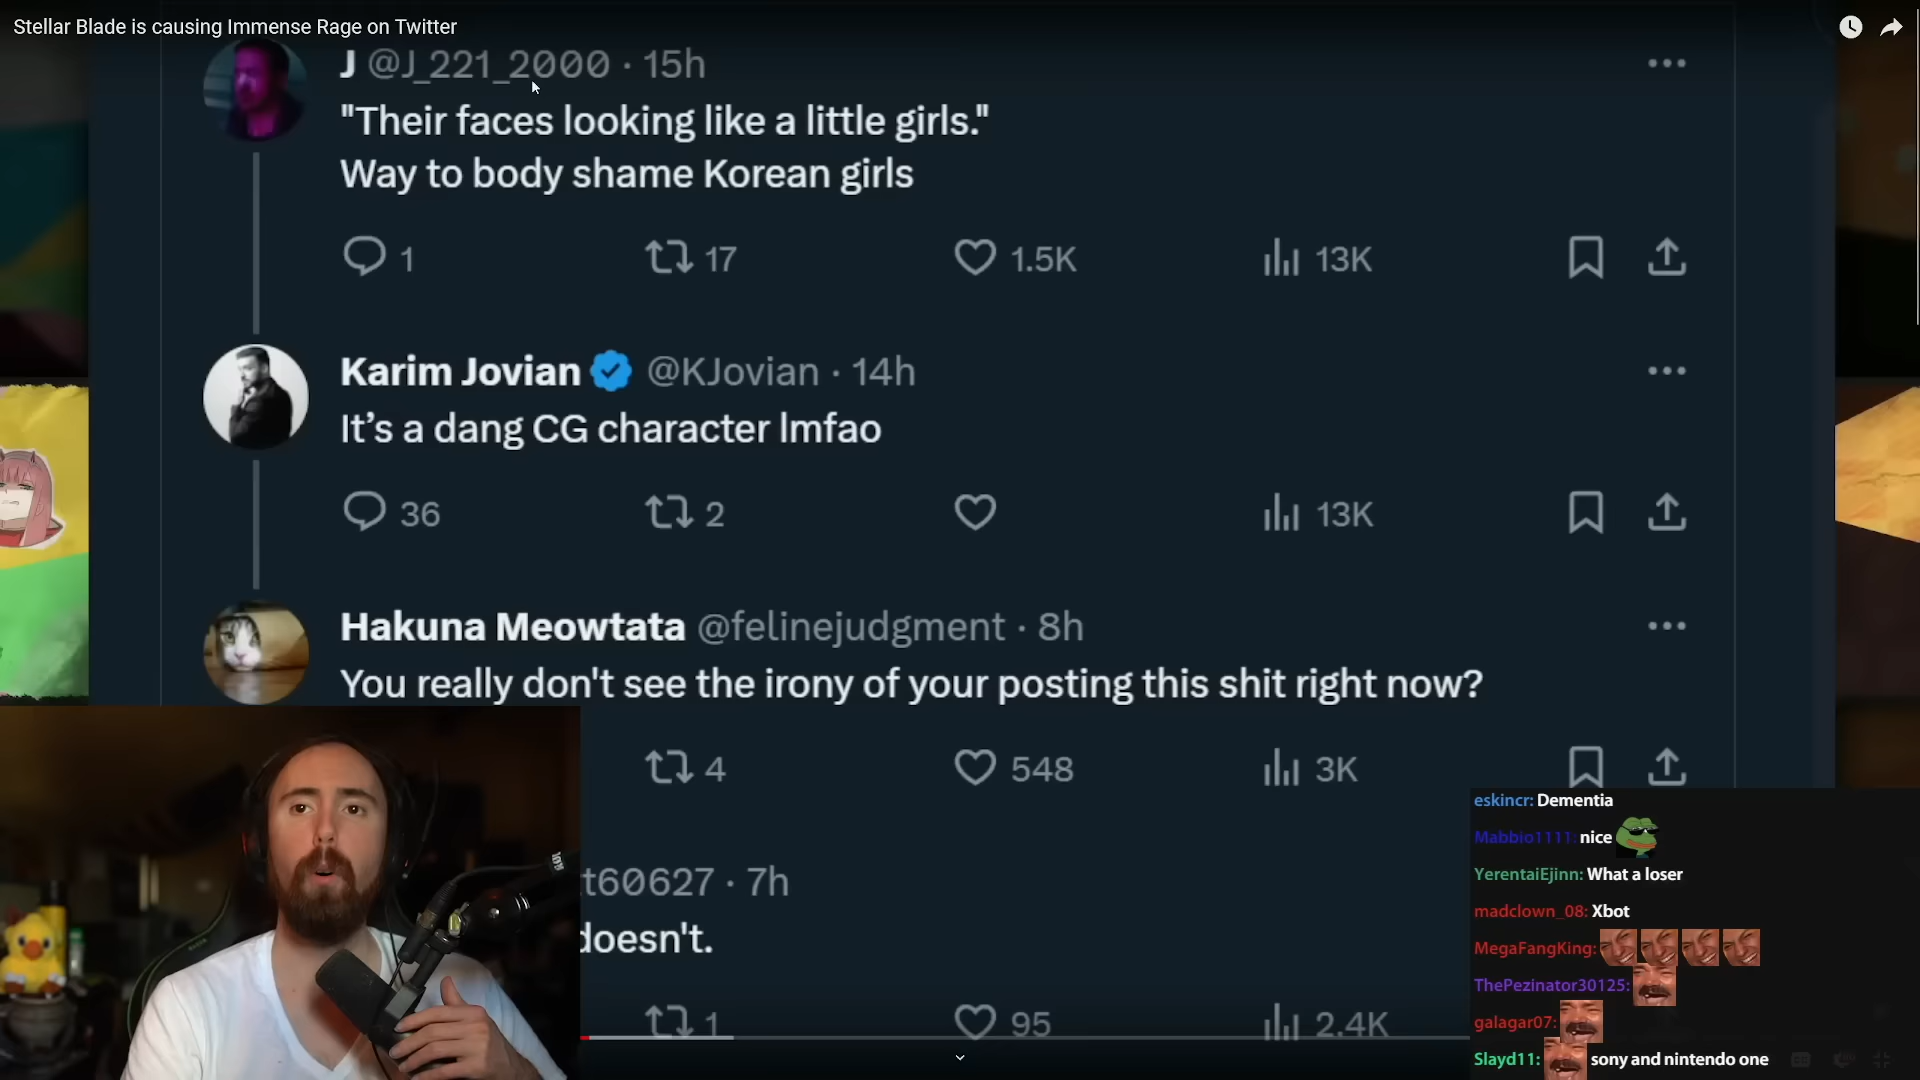 Stellar Blade is causing Immense Rage on Twitter
J @J_221_2000 · 15h
"Their faces looking like a little girls."
Way to body shame Korean girls
1 17 1.5K 13K
Karim Jovian @KJovian · 14h
It's a dang CG character lmfao
36 2 13K
Hakuna Meowtata @felinejudgment · 8h
You really don't see the irony of your posting this shit right now?
4 548 3K
t60627 · 7h
doesn't.
1 95 2.4K
eskincr: Dementia
Mabbio1111: nice
YerentaiEjinn: What a loser
madclown_08: Xbot
MegaFangKing:
ThePezinator30125:
galagar07:
Slayd11: sony and nintendo one